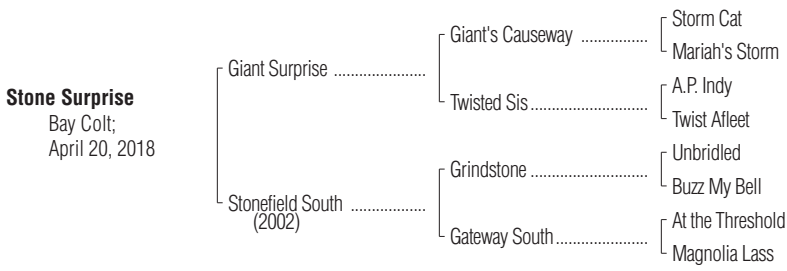 Storm Cat
Giant's Causeway ................
Mariah's Storm
Giant Surprise ......................
A.P. Indy
Twisted Sis............................
Twist Afleet
Stone Surprise
Bay Colt;
April 20, 2018
Unbridled
Grindstone ............................
Buzz My Bell
Stonefield South ..................
(2002)
At the Threshold
Gateway South......................
Magnolia Lass